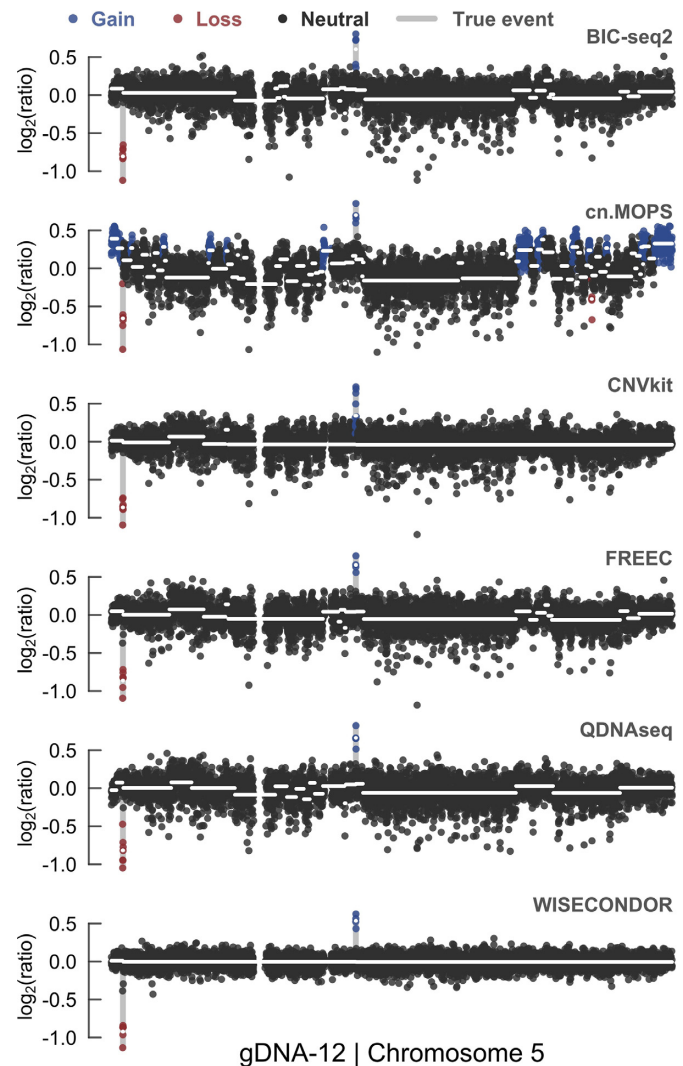 Gain Loss Neutral True event
BIC-seq2
log2(ratio)
0.5
0.0
-0.5
-1.0
cn.MOPS
log2(ratio)
0.5
0.0
-0.5
-1.0
CNVkit
log2(ratio)
0.5
0.0
-0.5
-1.0
FREEC
log2(ratio)
0.5
0.0
-0.5
-1.0
QDNAseq
log2(ratio)
0.5
0.0
-0.5
-1.0
WISECONDOR
log2(ratio)
0.5
0.0
-0.5
-1.0
gDNA-12 | Chromosome 5